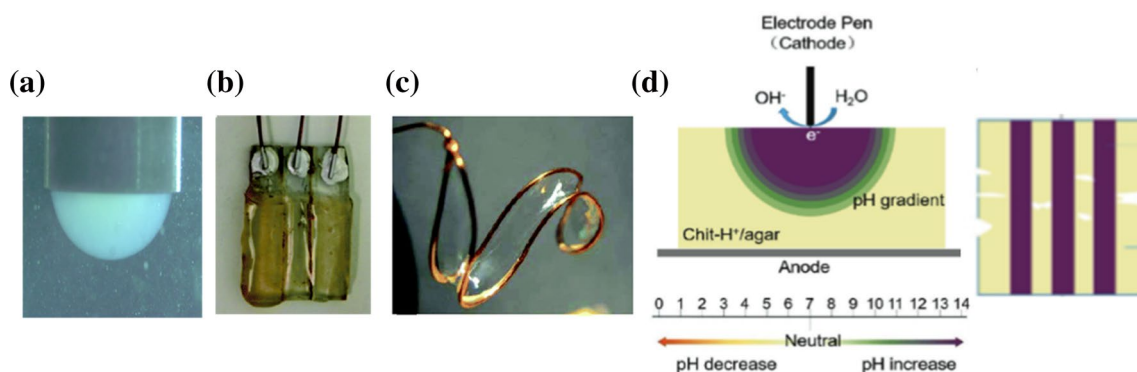 (a)
(b)
(c)
(d)
Electrode Pen
(Cathode)
OH-
H₂O
e-
pH gradient
Chit-H⁺/agar
Anode
0 1 2 3 4 5 6 7 8 9 10 11 12 13 14
Neutral
pH decrease
pH increase